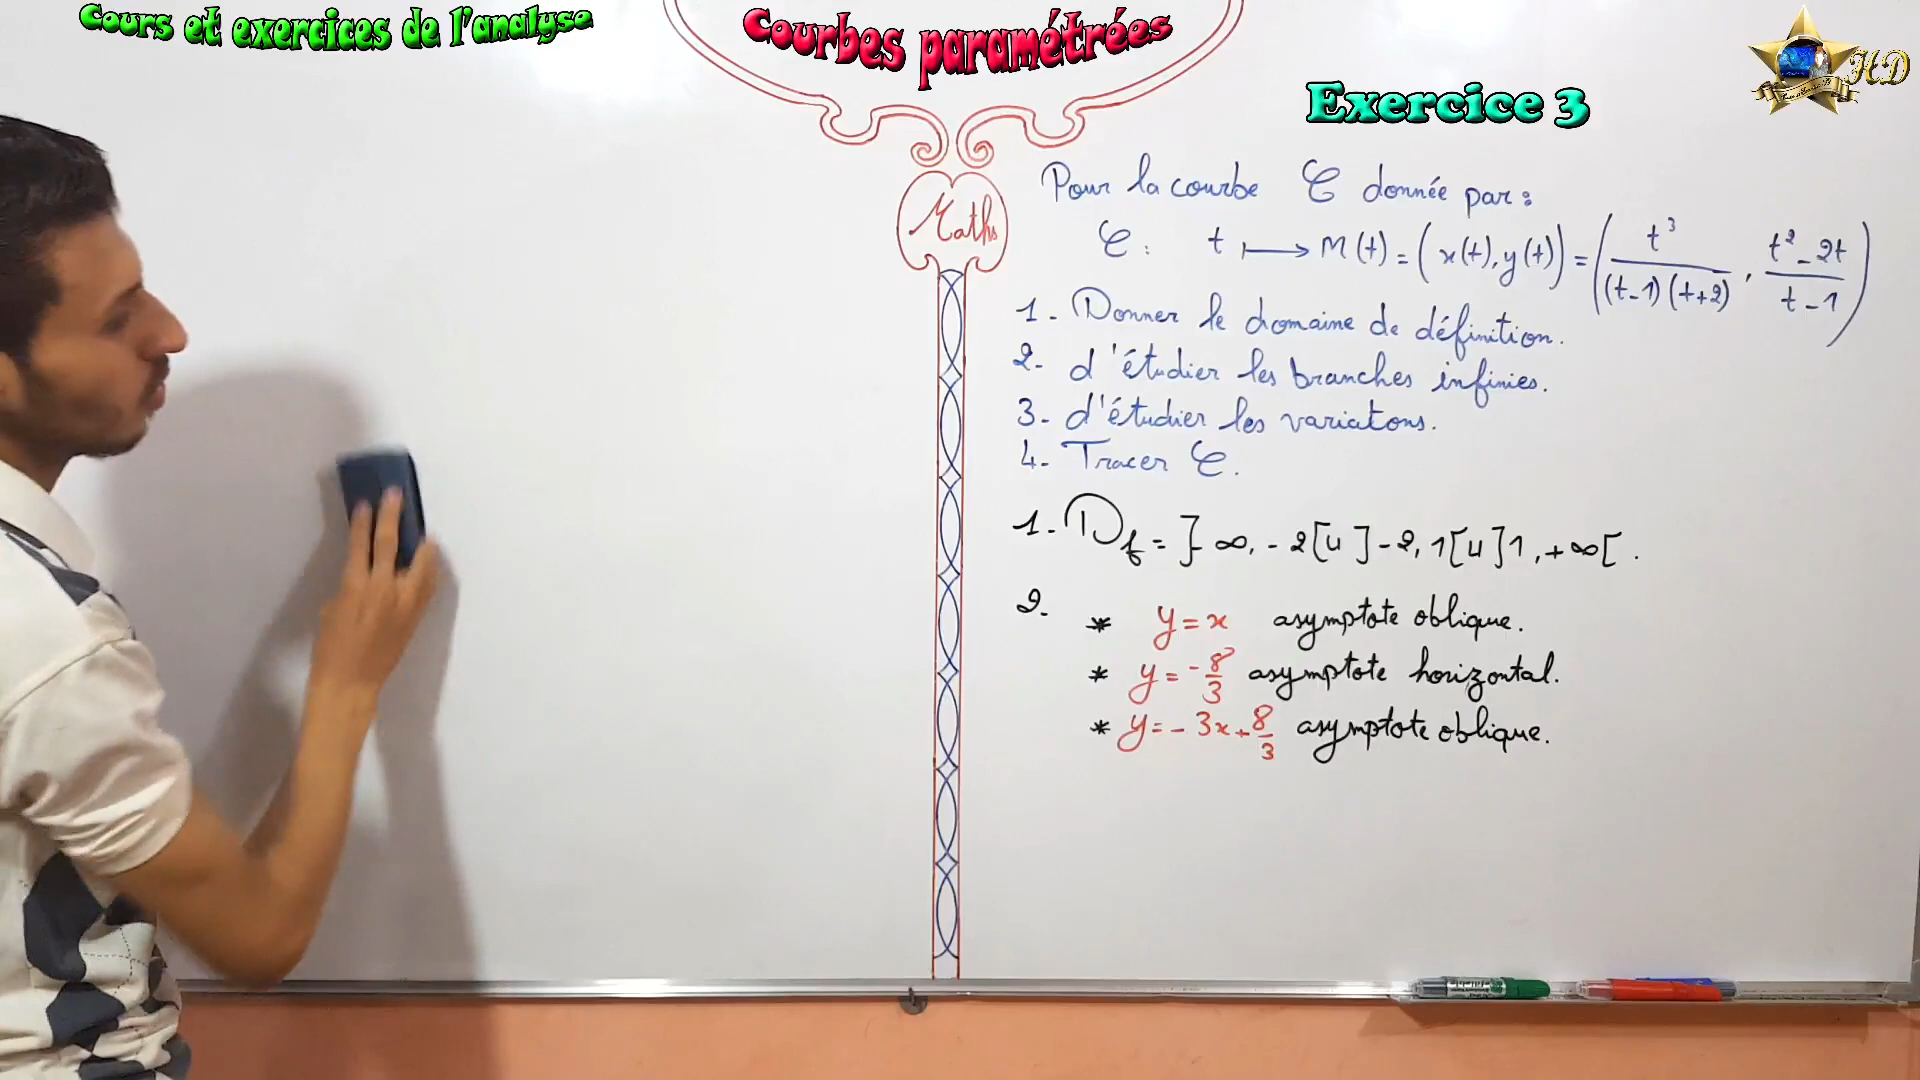 Cours et exercices de l'analyse
Courbes paramétrées
HD
Exercice 3
Maths
Pour la courbe C donnée par :
C : t ⟼ M(t) = (x(t), y(t)) = (t³/((t-1)(t+2)), (t²-2t)/(t-1))
1- Donner le domaine de définition.
2- d'étudier les branches infinies.
3- d'étudier les variatons.
4- Tracer C.
1- Df = ]-∞, -2[ U ]-2, 1[ U ]1, +∞[ .
2- * y = x asymptote oblique.
* y = -8/3 asymptote horizontal.
* y = -3x + 8/3 asymptote oblique.